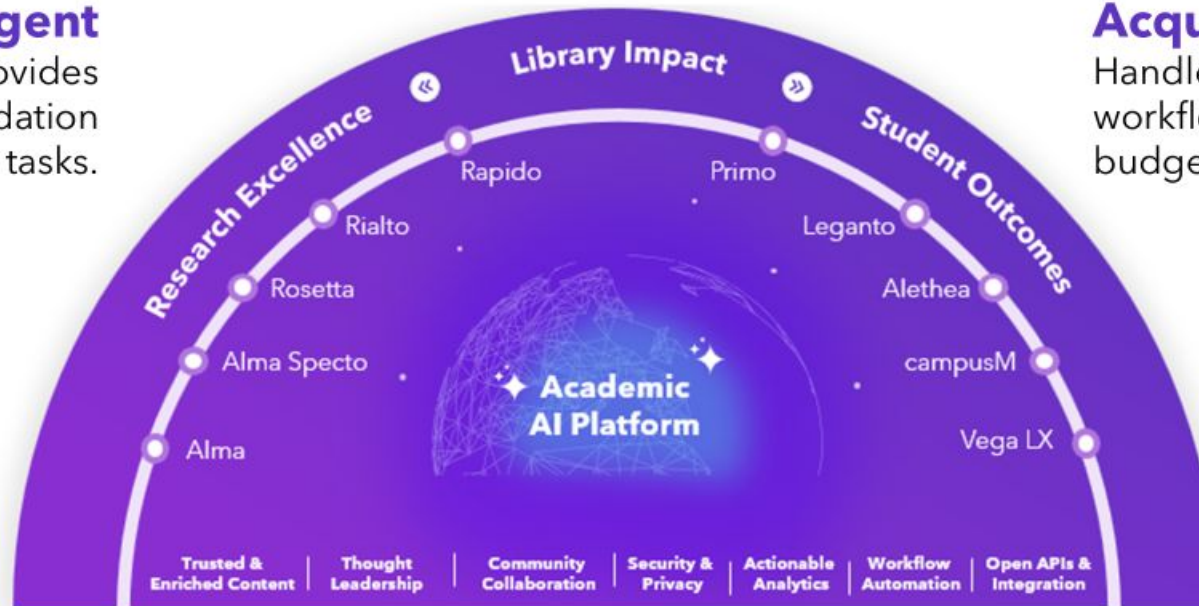 gent
ovides
dation
tasks.
Acqu
Handle
workfl
budge
Library Impact
Research Excellence
Student Outcomes
Rapido
Primo
Rialto
Leganto
Rosetta
Alethea
Alma Specto
campusM
Alma
Vega LX
Academic
AI Platform
Trusted &
Enriched Content
Thought
Leadership
Community
Collaboration
Security &
Privacy
Actionable
Analytics
Workflow
Automation
Open APIs &
Integration